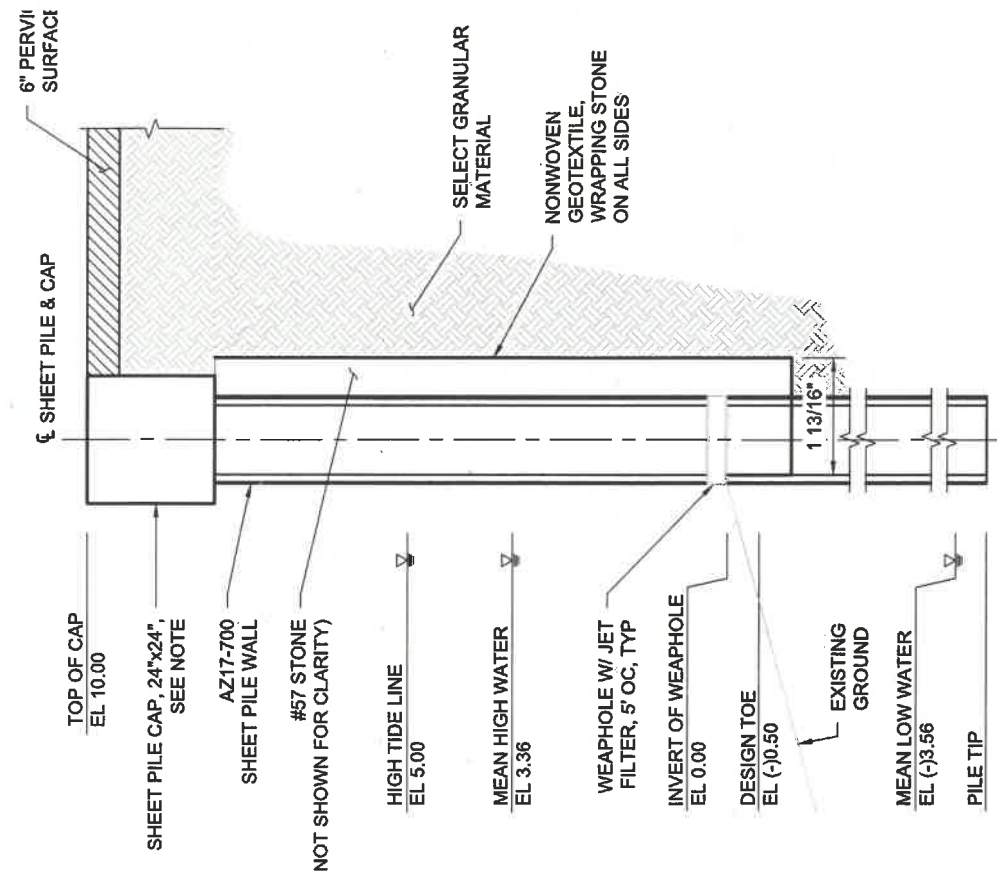 6" PERVI
SURFACE
℄ SHEET PILE & CAP
TOP OF CAP
EL 10.00
SHEET PILE CAP, 24"x24",
SEE NOTE
AZ17-700
SHEET PILE WALL
#57 STONE
NOT SHOWN FOR CLARITY)
HIGH TIDE LINE
EL 5.00
MEAN HIGH WATER
EL 3.36
WEAPHOLE W/ JET
FILTER, 5' OC, TYP
INVERT OF WEAPHOLE
EL 0.00
DESIGN TOE
EL (-)0.50
EXISTING
GROUND
MEAN LOW WATER
EL (-)3.56
PILE TIP
SELECT GRANULAR
MATERIAL
NONWOVEN
GEOTEXTILE,
WRAPPING STONE
ON ALL SIDES
1 13/16"